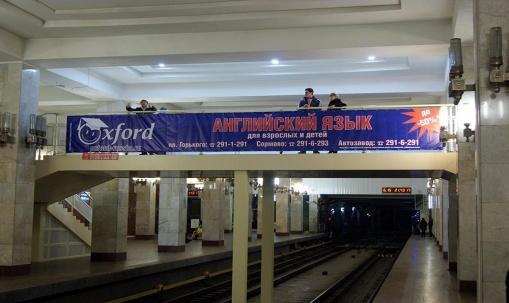 Oxford
АНГЛИЙСКИЙ ЯЗЫК
для взрослых и детей
пл. Горького: ☎ 291-1-291 Сормово: ☎ 291-6-293 Автозавод: ☎ 291-6-291
до
-50%